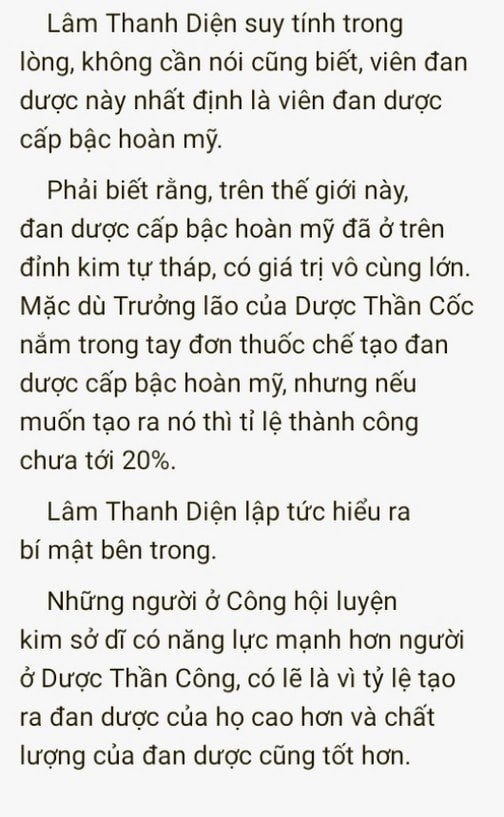 Lâm Thanh Diện suy tính trong
lòng, không cần nói cũng biết, viên đan
dược này nhất định là viên đan dược
cấp bậc hoàn mỹ.
Phải biết rằng, trên thế giới này,
đan dược cấp bậc hoàn mỹ đã ở trên
đỉnh kim tự tháp, có giá trị vô cùng lớn.
Mặc dù Trưởng lão của Dược Thần Cốc
nắm trong tay đơn thuốc chế tạo đan
dược cấp bậc hoàn mỹ, nhưng nếu
muốn tạo ra nó thì tỉ lệ thành công
chưa tới 20%.
Lâm Thanh Diện lập tức hiểu ra
bí mật bên trong.
Những người ở Công hội luyện
kim sở dĩ có năng lực mạnh hơn người
ở Dược Thần Công, có lẽ là vì tỷ lệ tạo
ra đan dược của họ cao hơn và chất
lượng của đan dược cũng tốt hơn.